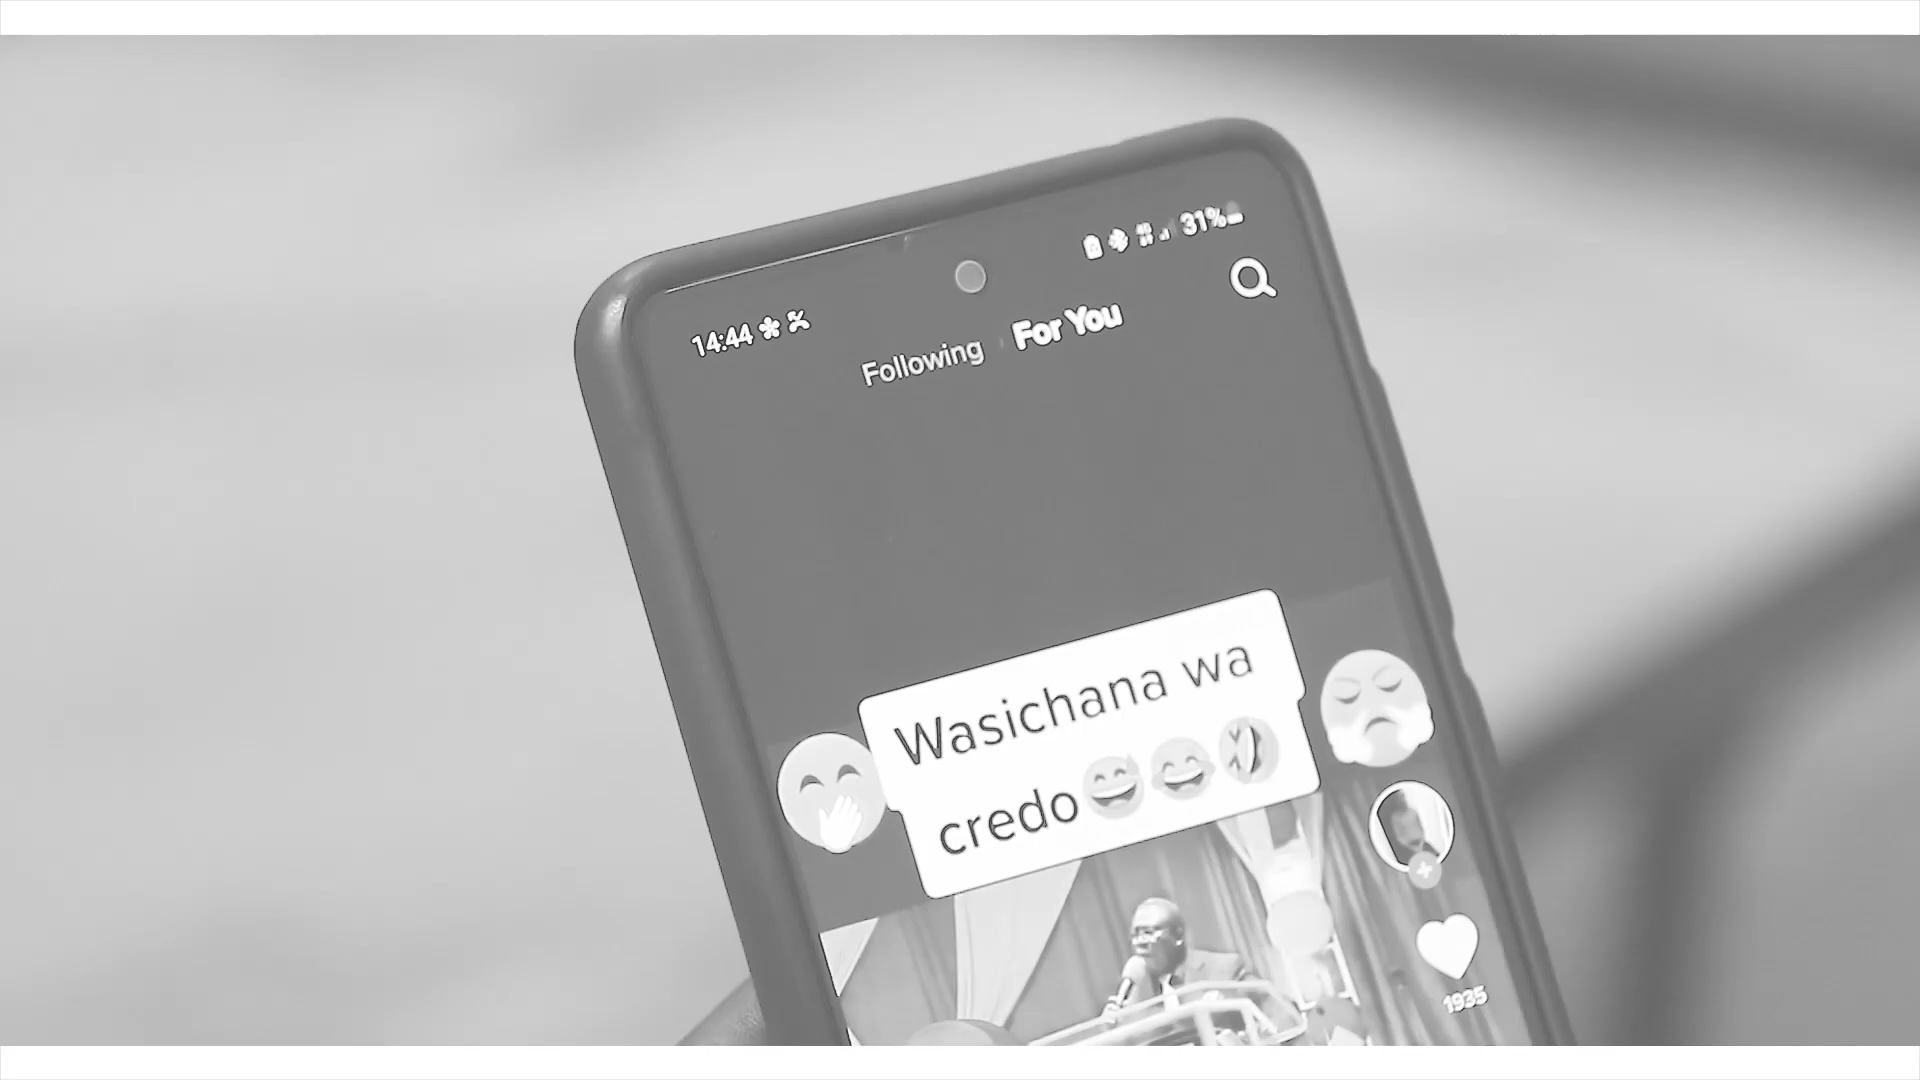 14:44
31%
Following
For You
Wasichana wa
credo😅😂🤣
1935